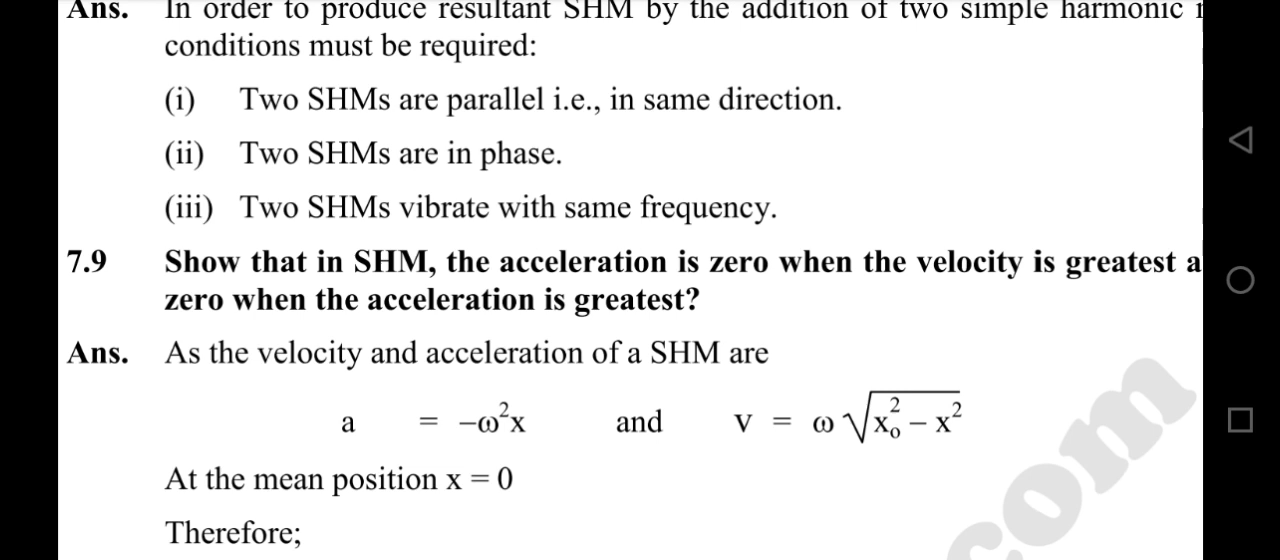 Ans. In order to produce resultant SHM by the addition of two simple harmonic
conditions must be required:
(i) Two SHMs are parallel i.e., in same direction.
(ii) Two SHMs are in phase.
(iii) Two SHMs vibrate with same frequency.
7.9 Show that in SHM, the acceleration is zero when the velocity is greatest a
zero when the acceleration is greatest?
Ans. As the velocity and acceleration of a SHM are
a = −ω²x and v = ω √(x₀² − x²)
At the mean position x = 0
Therefore;
com